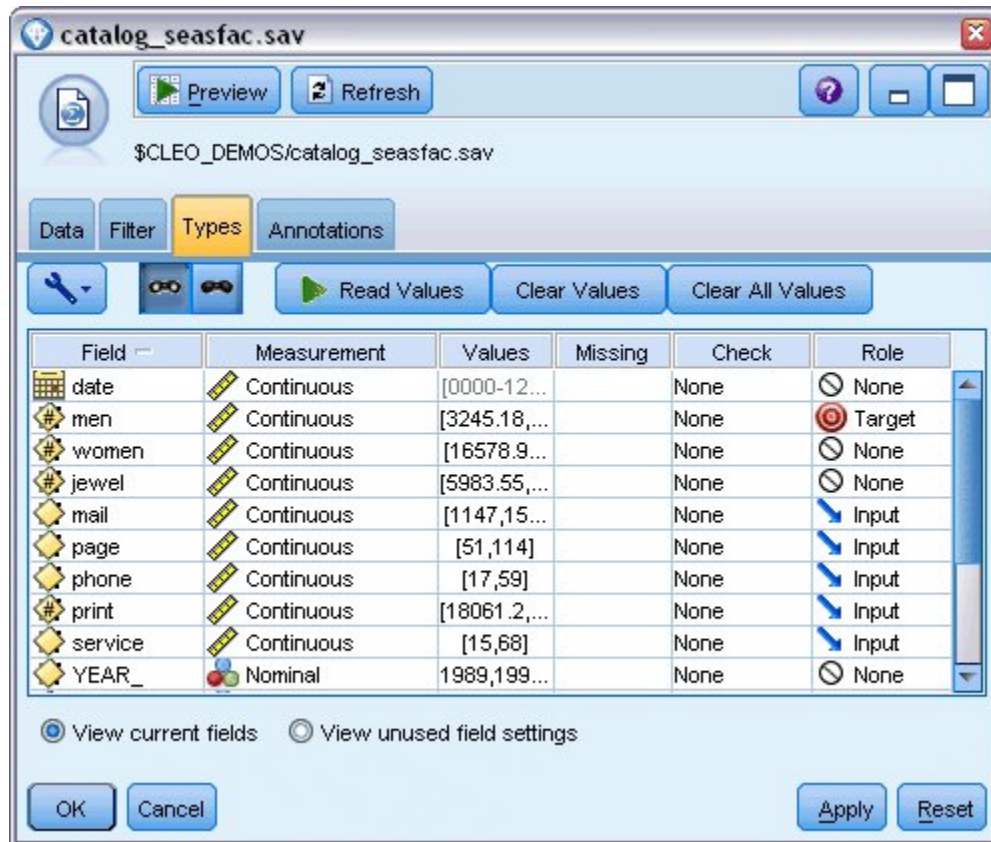 catalog_seasfac.sav
Preview Refresh
$CLEO_DEMOS/catalog_seasfac.sav
Data Filter Types Annotations
Read Values Clear Values Clear All Values
Field Measurement Values Missing Check Role
date Continuous [0000-12... None None
men Continuous [3245.18,... None Target
women Continuous [16578.9... None None
jewel Continuous [5983.55,... None None
mail Continuous [1147,15... None Input
page Continuous [51,114] None Input
phone Continuous [17,59] None Input
print Continuous [18061.2,... None Input
service Continuous [15,68] None Input
YEAR_ Nominal 1989,199... None None
View current fields View unused field settings
OK Cancel Apply Reset